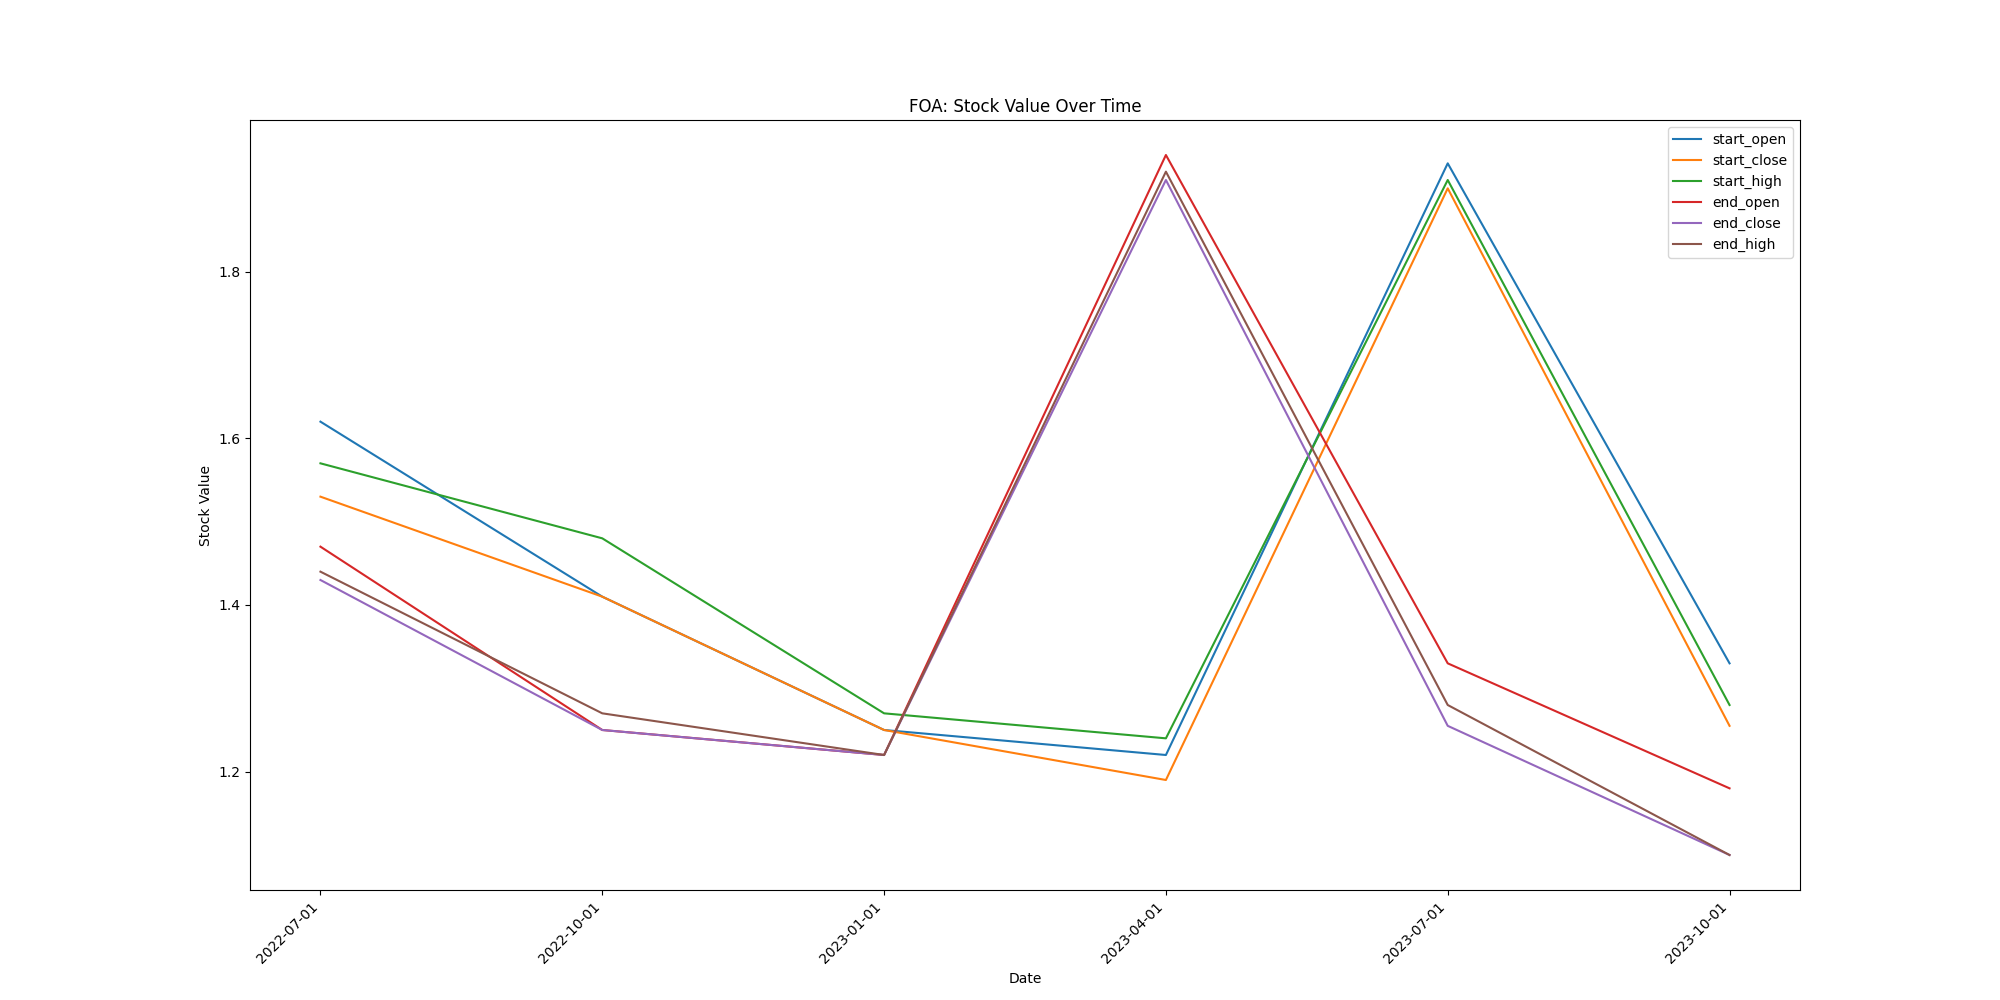 FOA: Stock Value Over Time
start_open
start_close
start_high
end_open
end_close
end_high
Stock Value
1.8
1.6
1.4
1.2
2022-07-01
2022-10-01
2023-01-01
2023-04-01
2023-07-01
2023-10-01
Date